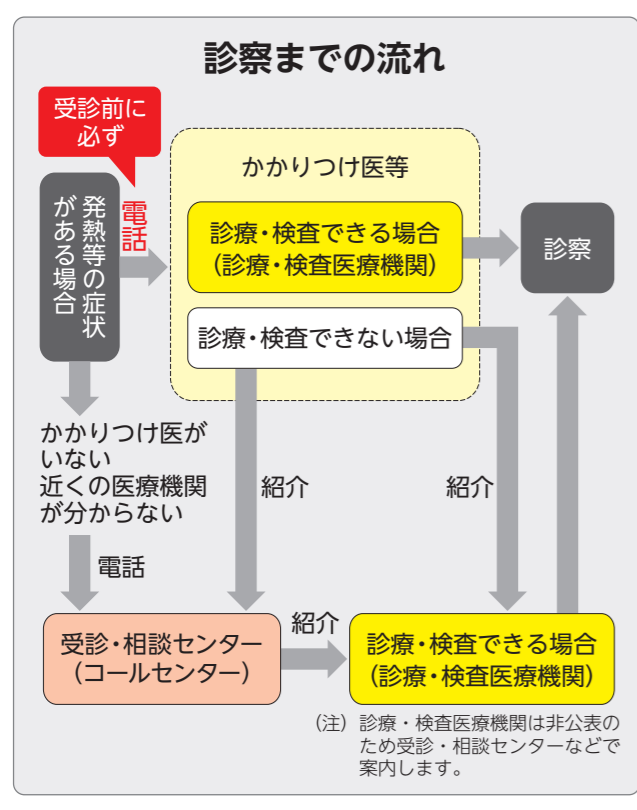 診察までの流れ
受診前に
必ず
発熱等の症状
がある場合
電話
かかりつけ医等
診療・検査できる場合
(診療・検査医療機関)
診察
診療・検査できない場合
かかりつけ医が
いない
近くの医療機関
が分からない
紹介
紹介
電話
受診・相談センター
(コールセンター)
紹介
診療・検査できる場合
(診療・検査医療機関)
(注) 診療・検査医療機関は非公表の
ため受診・相談センターなどで
案内します。